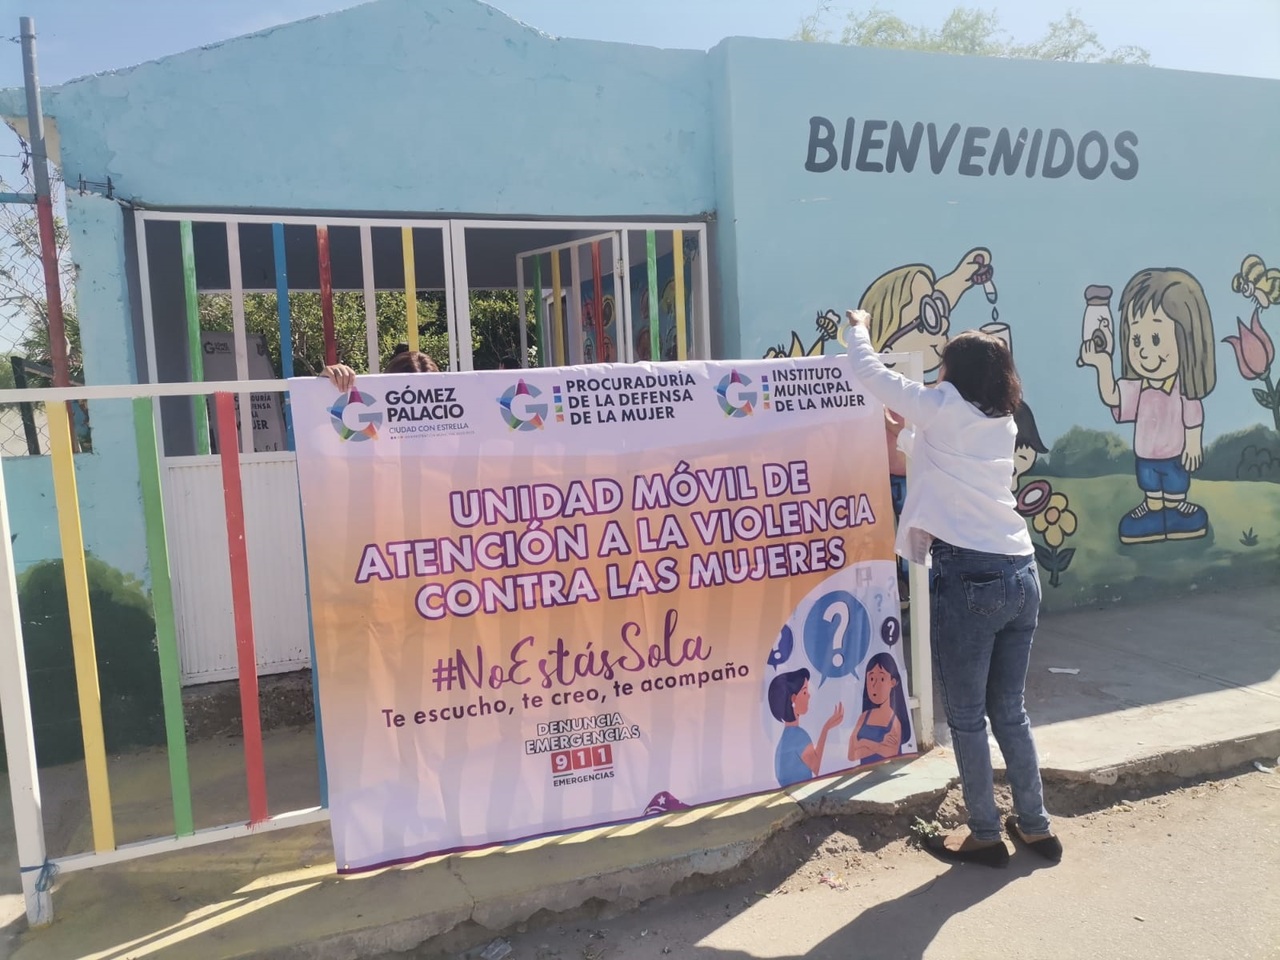 BIENVENIDOS
GÓMEZ
PALACIO
CIUDAD CON ESTRELLA
PROCURADURÍA
DE LA DEFENSA
DE LA MUJER
INSTITUTO
MUNICIPAL
DE LA MUJER
UNIDAD MÓVIL DE
ATENCIÓN A LA VIOLENCIA
CONTRA LAS MUJERES
#NoEstásSola
Te escucho, te creo, te acompaño
DENUNCIA
EMERGENCIAS
911
EMERGENCIAS
?
?